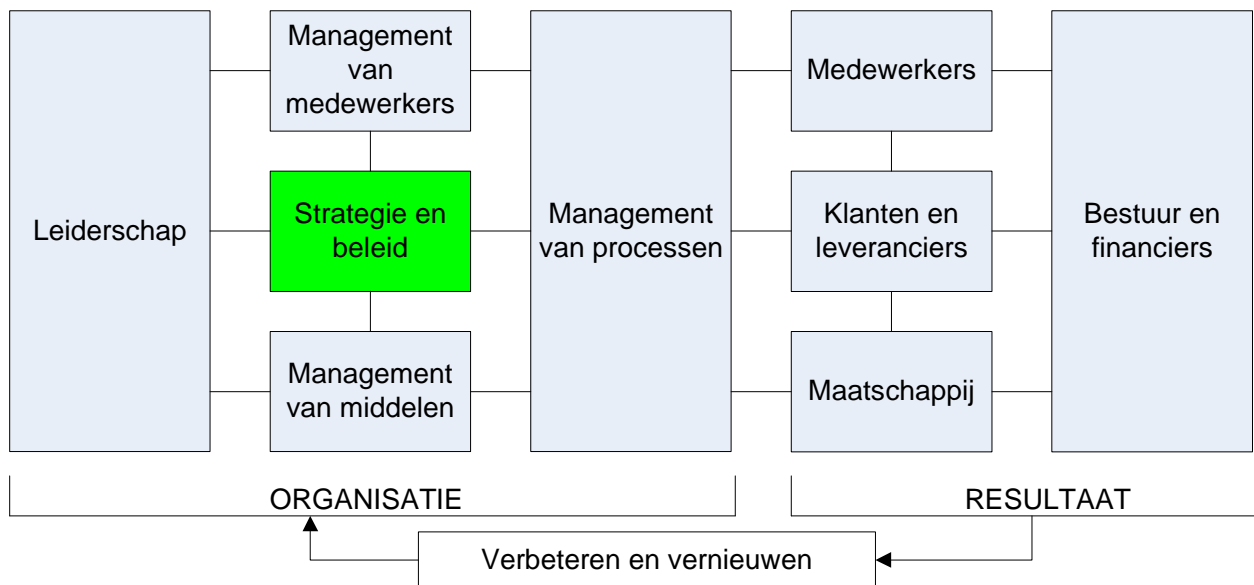 Leiderschap
Management
van
medewerkers
Strategie en
beleid
Management
van middelen
Management
van processen
Medewerkers
Klanten en
leveranciers
Maatschappij
Bestuur en
financiers
ORGANISATIE
RESULTAAT
Verbeteren en vernieuwen